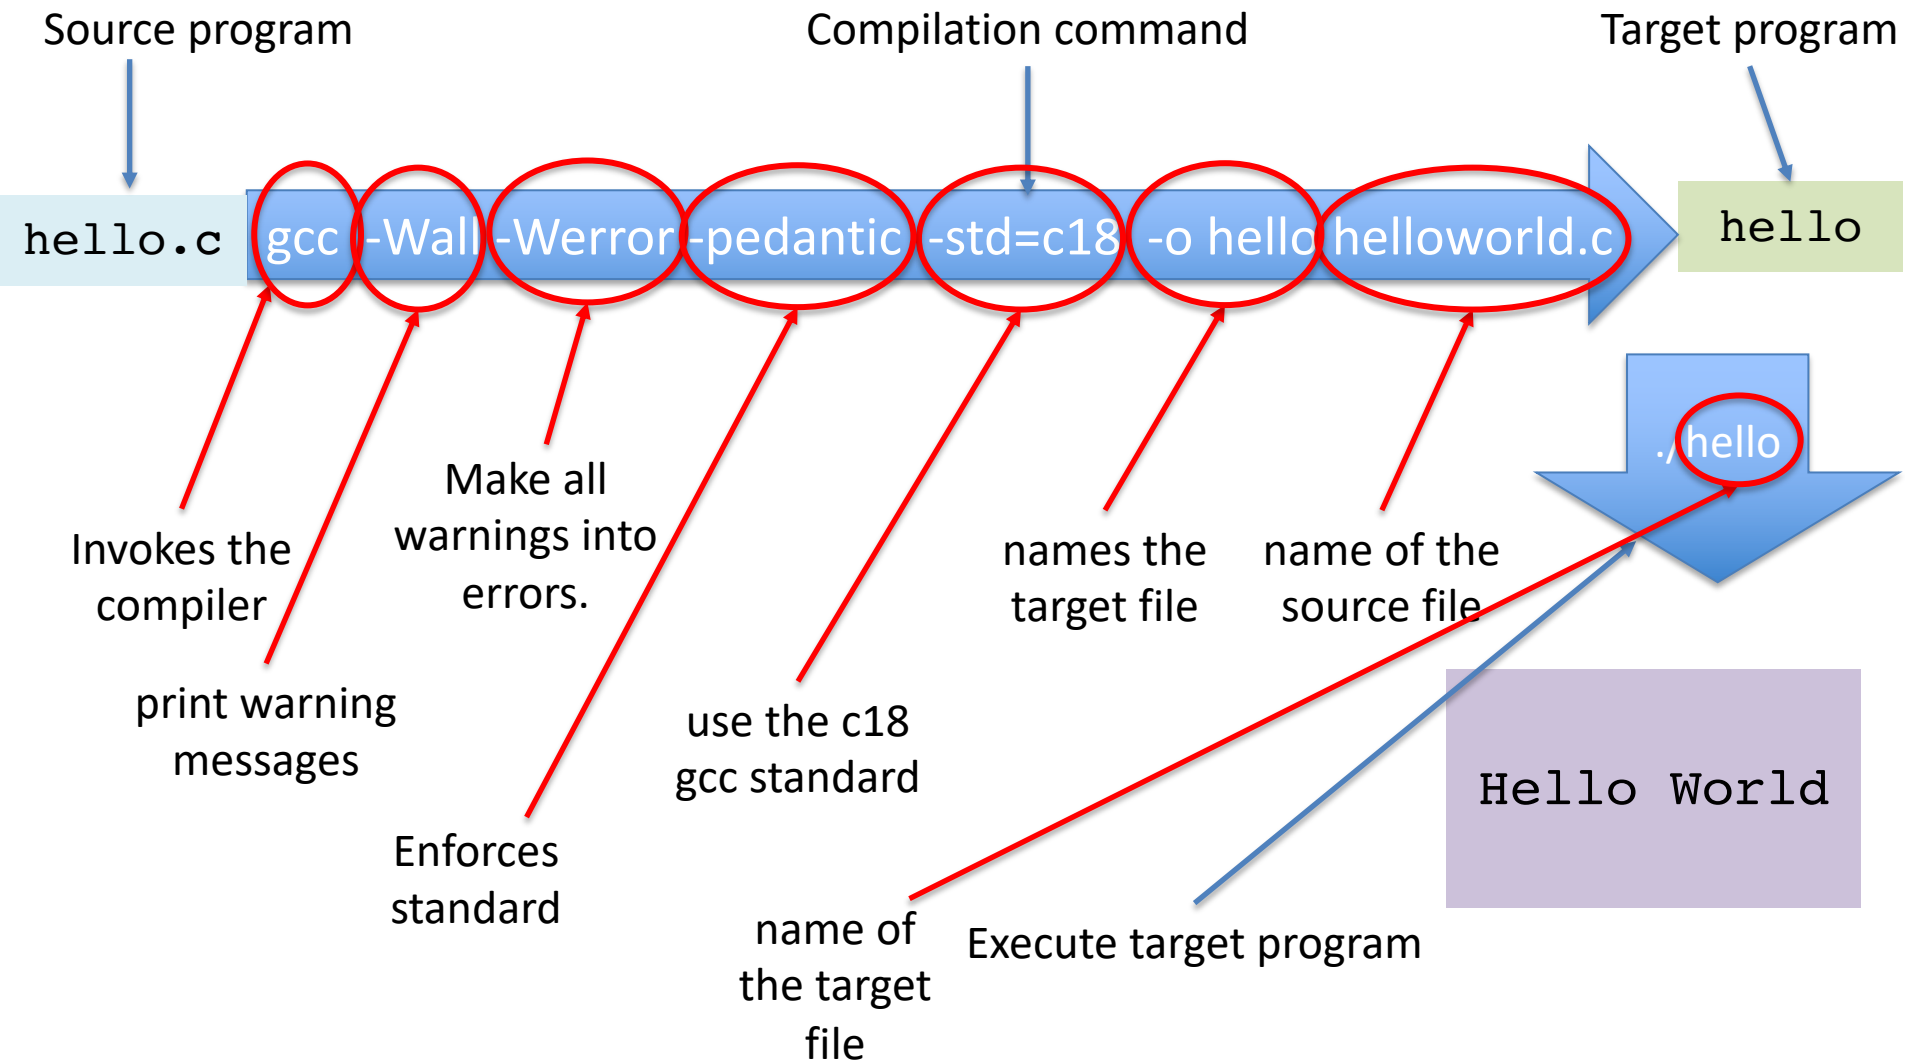 Source program
Compilation command
Target program
hello.c
gcc -Wall -Werror -pedantic -std=c18 -o hello helloworld.c
hello
./hello
Make all
warnings into
errors.
Invokes the
compiler
names the
target file
name of the
source file
print warning
messages
use the c18
gcc standard
Hello World
Enforces
standard
name of
the target
file
Execute target program